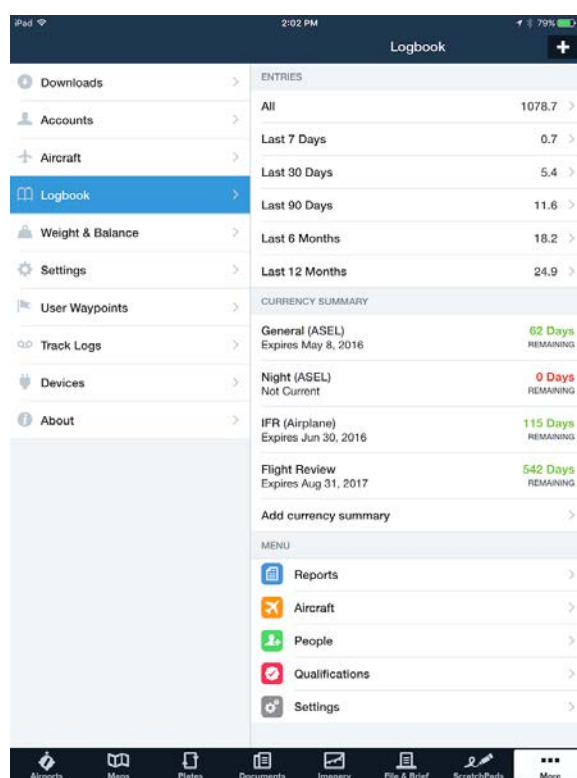 iPad
2:02 PM
79%
Logbook
Downloads
Accounts
Aircraft
Logbook
Weight & Balance
Settings
User Waypoints
Track Logs
Devices
About
ENTRIES
All 1078.7
Last 7 Days 0.7
Last 30 Days 5.4
Last 90 Days 11.6
Last 6 Months 18.2
Last 12 Months 24.9
CURRENCY SUMMARY
General (ASEL) 62 Days
Expires May 8, 2016 REMAINING
Night (ASEL) 0 Days
Not Current REMAINING
IFR (Airplane) 115 Days
Expires Jun 30, 2016 REMAINING
Flight Review 542 Days
Expires Aug 31, 2017 REMAINING
Add currency summary
MENU
Reports
Aircraft
People
Qualifications
Settings
Airports Maps Plates Documents Imagery File & Brief ScratchPads More